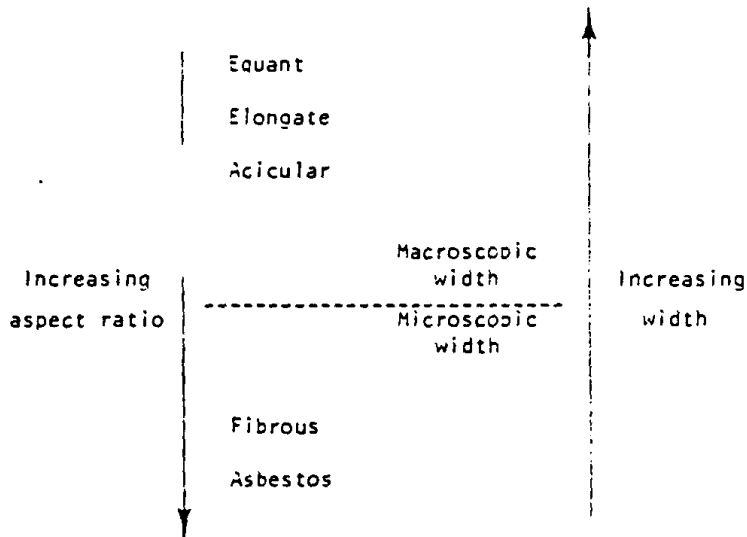 Equant
Elongate
Acicular
Macroscopic
width
Increasing
aspect ratio
Increasing
width
Microscopic
width
Fibrous
Asbestos